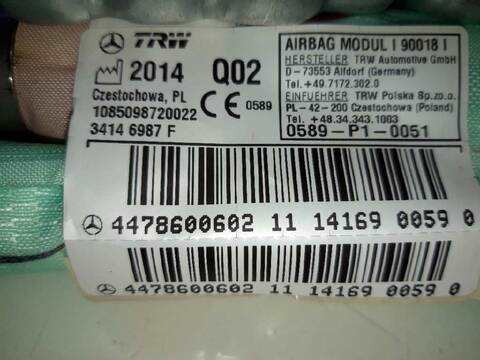 TRW
2014 Q02
Czestochowa, PL
0589
1085098720022
3414 6987 F
AIRBAG MODUL I 90018 I
HERSTELLER TRW Automotive GmbH
D-73553 Alfdorf (Germany)
Tel.+49.7172.302.0
EINFUEHRER TRW Polska Sp.zo.o.
PL-42-200 Czestochowa (Poland)
Tel.+48.34.343.1003
0589-P1-0051
4478600602 11 14169 0059 0
4478600602 11 14169 0059 0